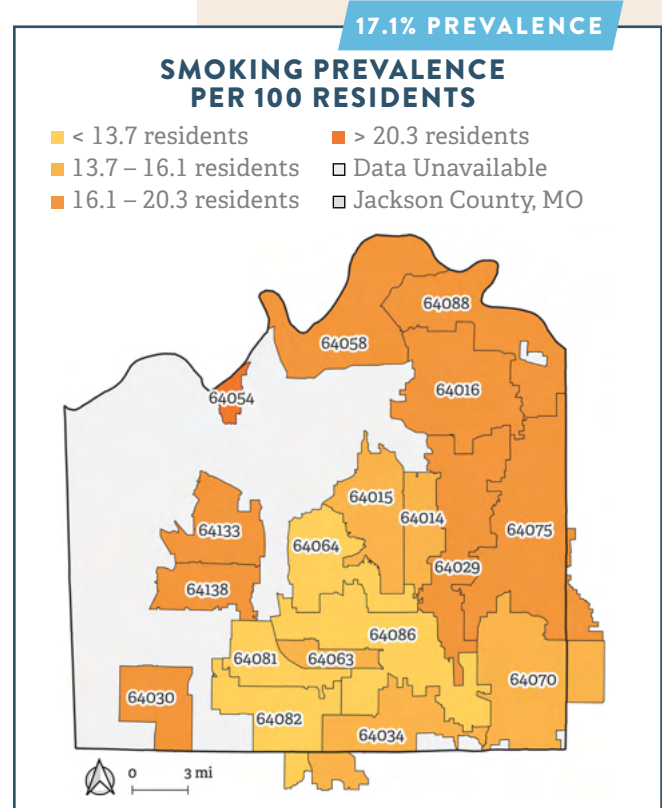 17.1% PREVALENCE
SMOKING PREVALENCE
PER 100 RESIDENTS
< 13.7 residents
> 20.3 residents
13.7 – 16.1 residents
Data Unavailable
16.1 – 20.3 residents
Jackson County, MO
64088
64058
64016
64054
64015
64014
64133
64075
64064
64029
64138
64086
64081
64063
64070
64030
64082
64034
0 3 mi